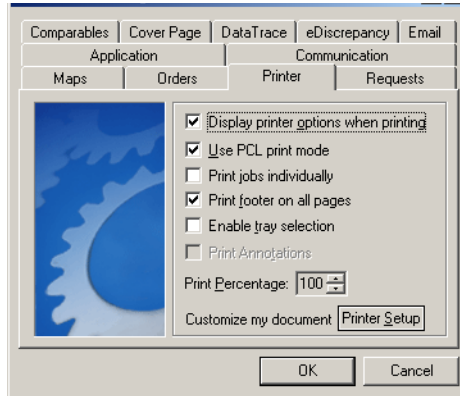 Comparables Cover Page DataTrace eDiscrepancy Email
Application Communication
Maps Orders Printer Requests
Display printer options when printing
Use PCL print mode
Print jobs individually
Print footer on all pages
Enable tray selection
Print Annotations
Print Percentage: 100
Customize my document Printer Setup
OK Cancel